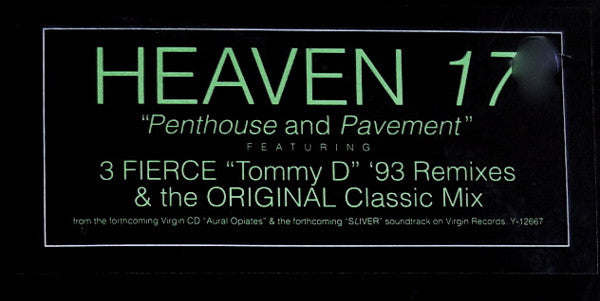 HEAVEN 17
"Penthouse and Pavement"
FEATURING
3 FIERCE "Tommy D" '93 Remixes
& the ORIGINAL Classic Mix
from the forthcoming Virgin CD "Aural Opiates" & the forthcoming "SLIVER" soundtrack on Virgin Records. Y-12667